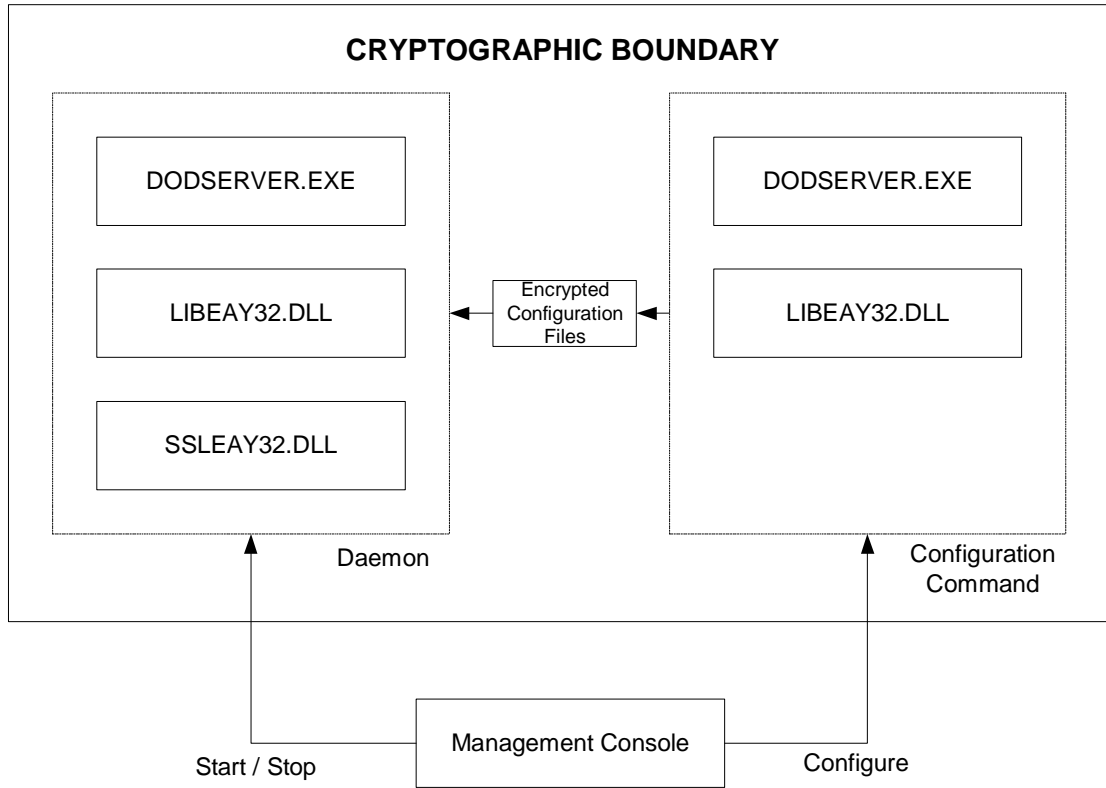 CRYPTOGRAPHIC BOUNDARY
DODSERVER.EXE
LIBEAY32.DLL
SSLEAY32.DLL
Daemon
Encrypted
Configuration
Files
DODSERVER.EXE
LIBEAY32.DLL
Configuration
Command
Management Console
Start / Stop
Configure